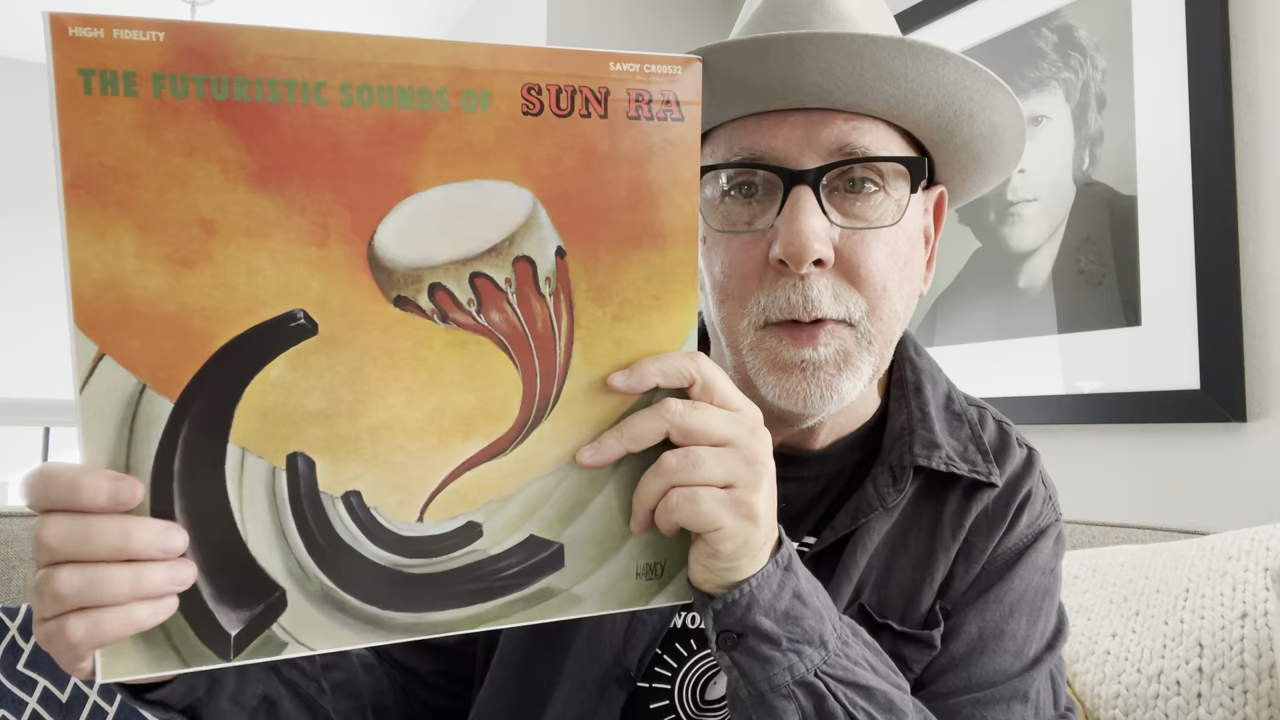 HIGH FIDELITY
SAVOY CR00532
THE FUTURISTIC SOUNDS OF SUN RA
HARVEY